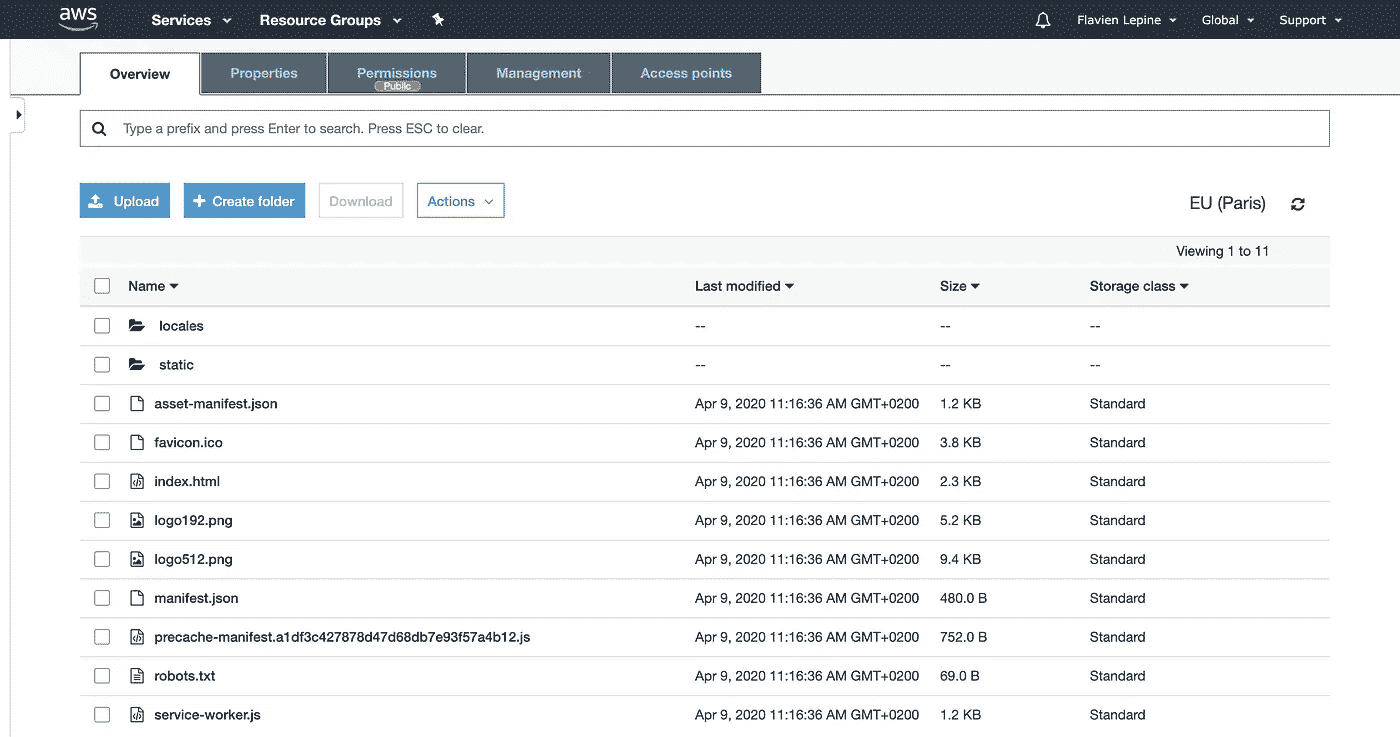 aws Services Resource Groups Flavien Lepine Global Support
Overview Properties Permissions Management Access points
Public
Type a prefix and press Enter to search. Press ESC to clear.
Upload Create folder Download Actions EU (Paris)
Viewing 1 to 11
Name Last modified Size Storage class
locales -- -- --
static -- -- --
asset-manifest.json Apr 9, 2020 11:16:36 AM GMT+0200 1.2 KB Standard
favicon.ico Apr 9, 2020 11:16:36 AM GMT+0200 3.8 KB Standard
index.html Apr 9, 2020 11:16:36 AM GMT+0200 2.3 KB Standard
logo192.png Apr 9, 2020 11:16:36 AM GMT+0200 5.2 KB Standard
logo512.png Apr 9, 2020 11:16:36 AM GMT+0200 9.4 KB Standard
manifest.json Apr 9, 2020 11:16:36 AM GMT+0200 480.0 B Standard
precache-manifest.a1df3c427878d47d68db7e93f57a4b12.js Apr 9, 2020 11:16:36 AM GMT+0200 752.0 B Standard
robots.txt Apr 9, 2020 11:16:36 AM GMT+0200 69.0 B Standard
service-worker.js Apr 9, 2020 11:16:36 AM GMT+0200 1.2 KB Standard